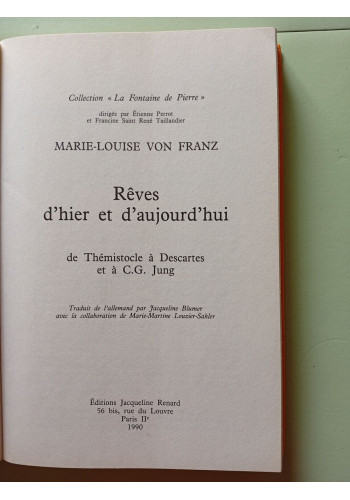 Collection « La Fontaine de Pierre »
dirigée par Étienne Perrot
et Francine Saint René Taillandier
MARIE-LOUISE VON FRANZ
Rêves
d'hier et d'aujourd'hui
de Thémistocle à Descartes
et à C.G. Jung
Traduit de l'allemand par Jacqueline Blumer
avec la collaboration de Marie-Martine Louzier-Sahler
Éditions Jacqueline Renard
56 bis, rue du Louvre
Paris IIe
1990